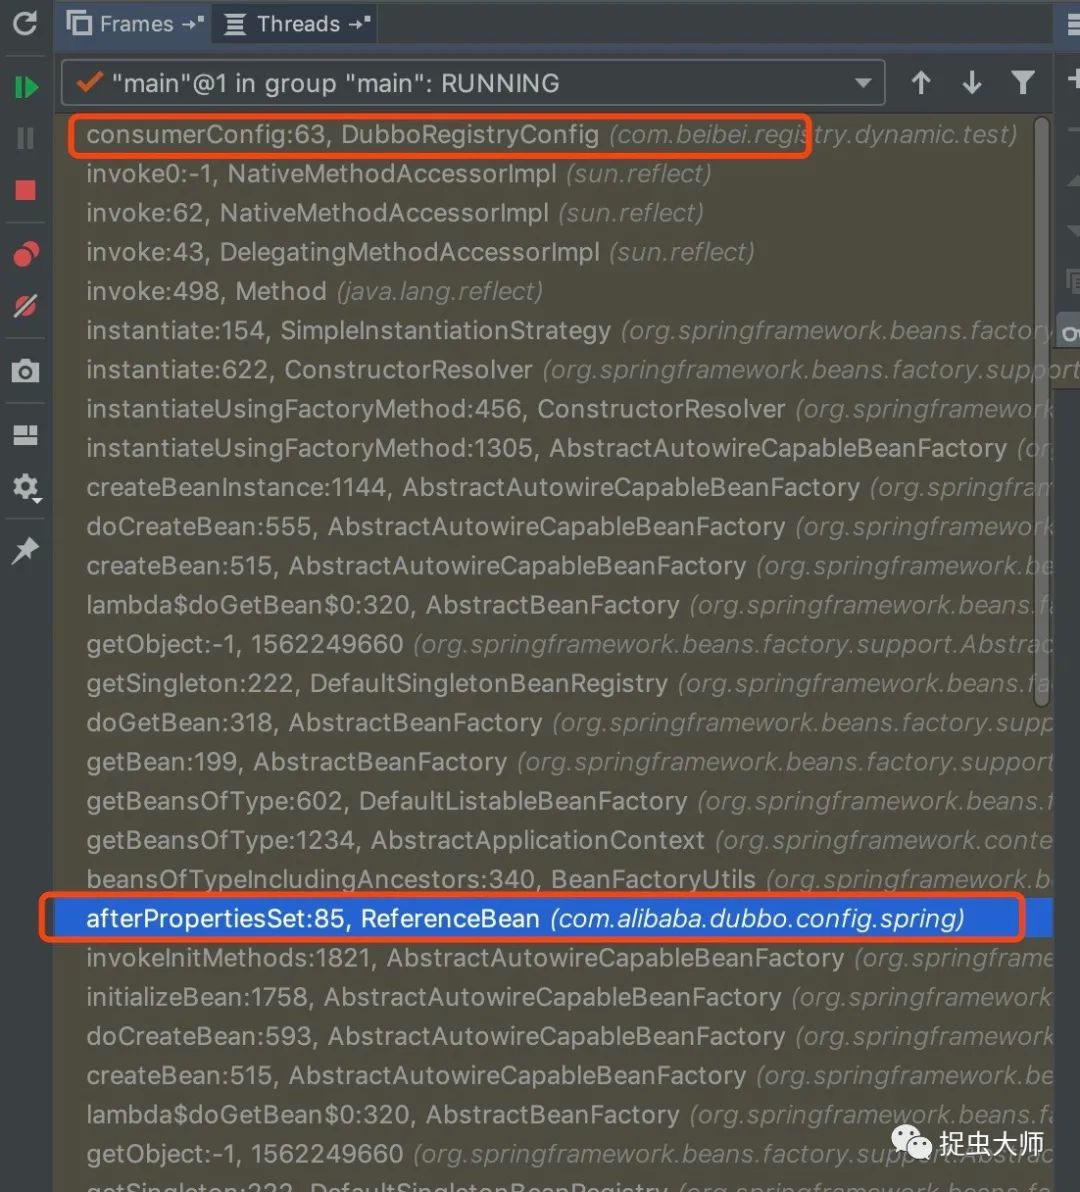 Frames
Threads
"main"@1 in group "main": RUNNING
consumerConfig:63, DubboRegistryConfig (com.beibei.registry.dynamic.test)
invoke0:-1, NativeMethodAccessorImpl (sun.reflect)
invoke:62, NativeMethodAccessorImpl (sun.reflect)
invoke:43, DelegatingMethodAccessorImpl (sun.reflect)
invoke:498, Method (java.lang.reflect)
instantiate:154, SimpleInstantiationStrategy (org.springframework.beans.factory
instantiate:622, ConstructorResolver (org.springframework.beans.factory.support
instantiateUsingFactoryMethod:456, ConstructorResolver (org.springframework
instantiateUsingFactoryMethod:1305, AbstractAutowireCapableBeanFactory (or
createBeanInstance:1144, AbstractAutowireCapableBeanFactory (org.springfram
doCreateBean:555, AbstractAutowireCapableBeanFactory (org.springframework
createBean:515, AbstractAutowireCapableBeanFactory (org.springframework.be
lambda$doGetBean$0:320, AbstractBeanFactory (org.springframework.beans.fa
getObject:-1, 1562249660 (org.springframework.beans.factory.support.Abstrac
getSingleton:222, DefaultSingletonBeanRegistry (org.springframework.beans.fa
doGetBean:318, AbstractBeanFactory (org.springframework.beans.factory.supp
getBean:199, AbstractBeanFactory (org.springframework.beans.factory.support
getBeansOfType:602, DefaultListableBeanFactory (org.springframework.beans.f
getBeansOfType:1234, AbstractApplicationContext (org.springframework.conte
beansOfTypeIncludingAncestors:340, BeanFactoryUtils (org.springframework.b
afterPropertiesSet:85, ReferenceBean (com.alibaba.dubbo.config.spring)
invokeInitMethods:1821, AbstractAutowireCapableBeanFactory (org.springframe
initializeBean:1758, AbstractAutowireCapableBeanFactory (org.springframework
doCreateBean:593, AbstractAutowireCapableBeanFactory (org.springframework
createBean:515, AbstractAutowireCapableBeanFactory (org.springframework.be
lambda$doGetBean$0:320, AbstractBeanFactory (org.springframework.beans.fa
getObject:-1, 1562249660 (org.springframework.beans.factory.support.Abstrac
捉虫大师
getSingleton:222, DefaultSingletonBeanRegistry (org.springframework.beans.fa